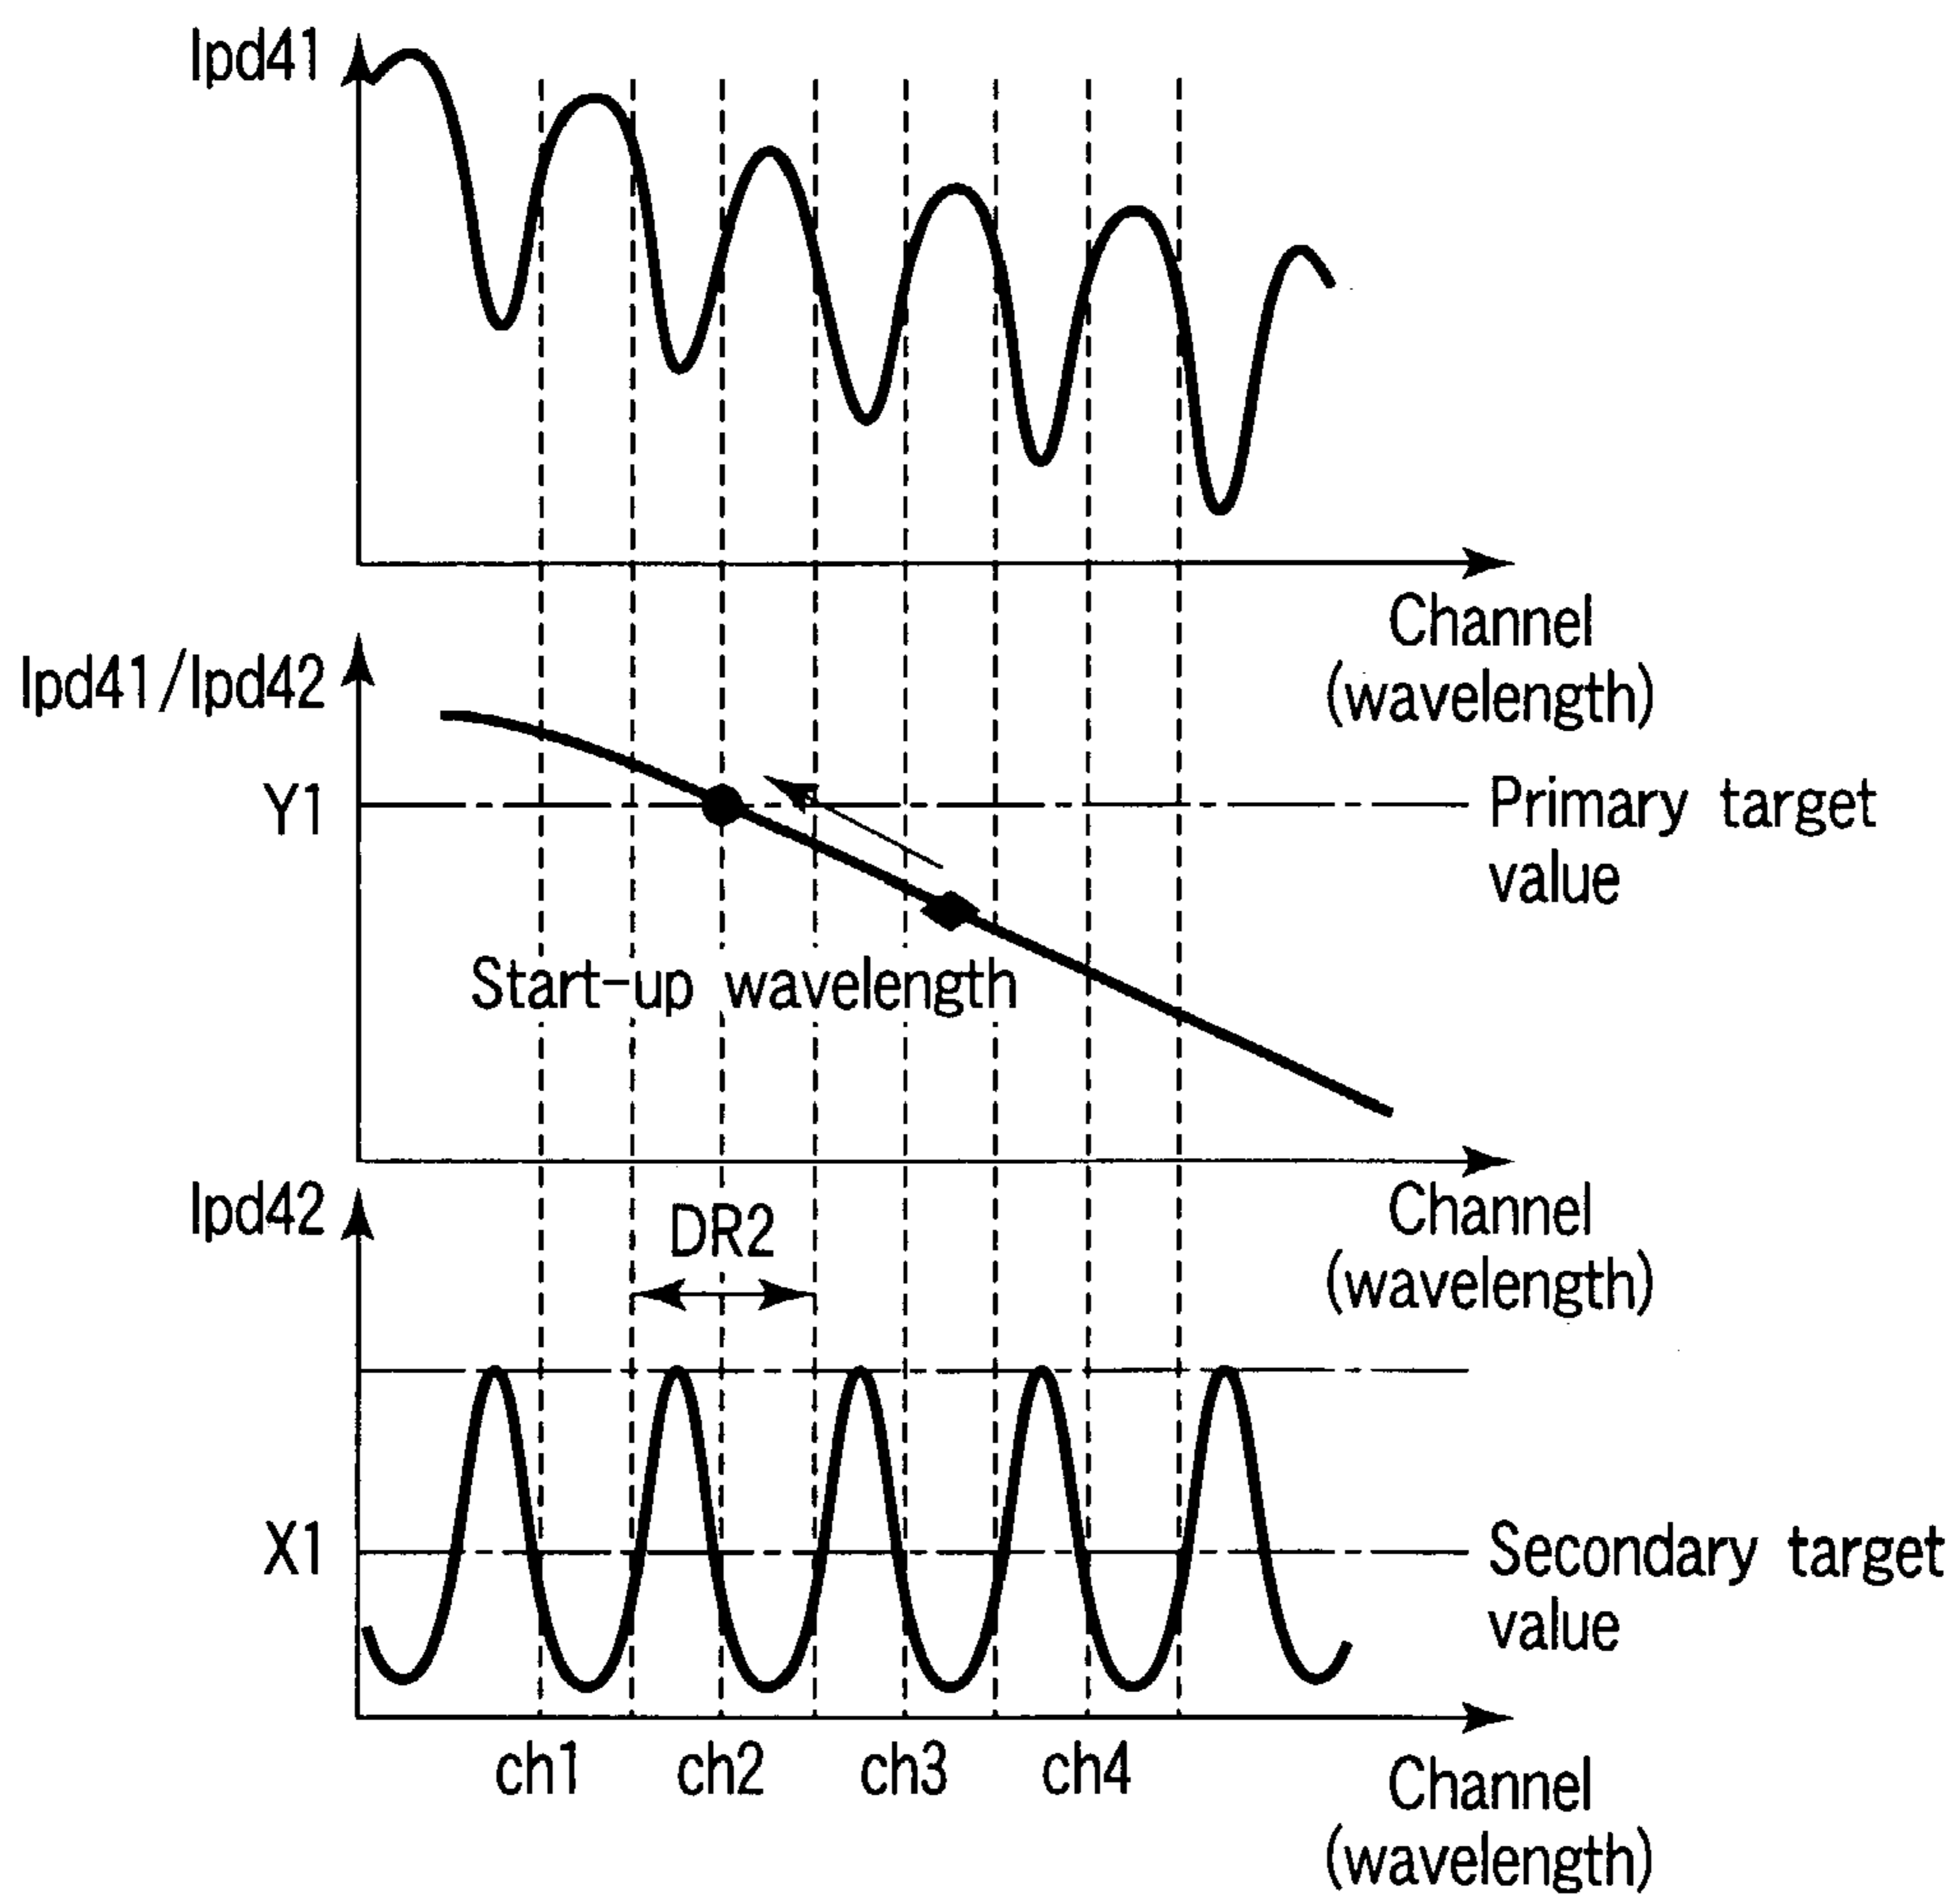 Ipd41
Channel
(wavelength)
Ipd41/Ipd42
Y1
Primary target
value
Start-up wavelength
Channel
(wavelength)
Ipd42
DR2
X1
Secondary target
value
ch1 ch2 ch3 ch4
Channel
(wavelength)